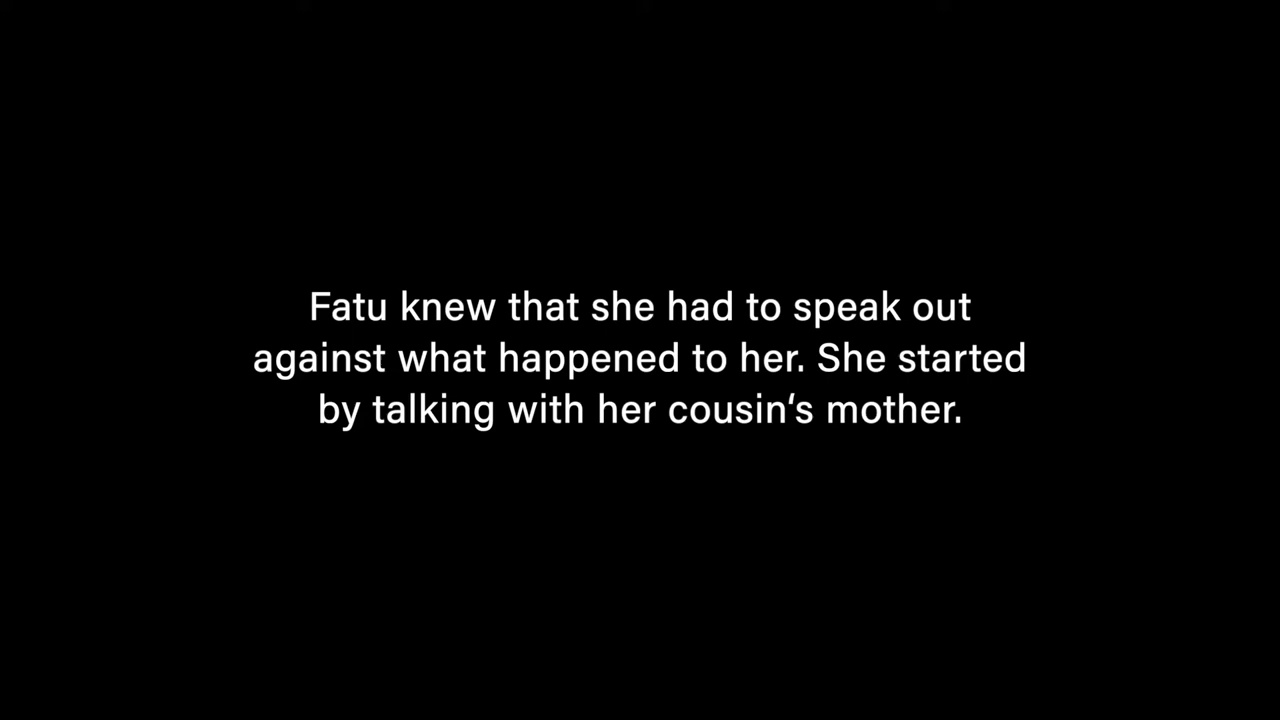 Fatu knew that she had to speak out
against what happened to her. She started
by talking with her cousin‘s mother.